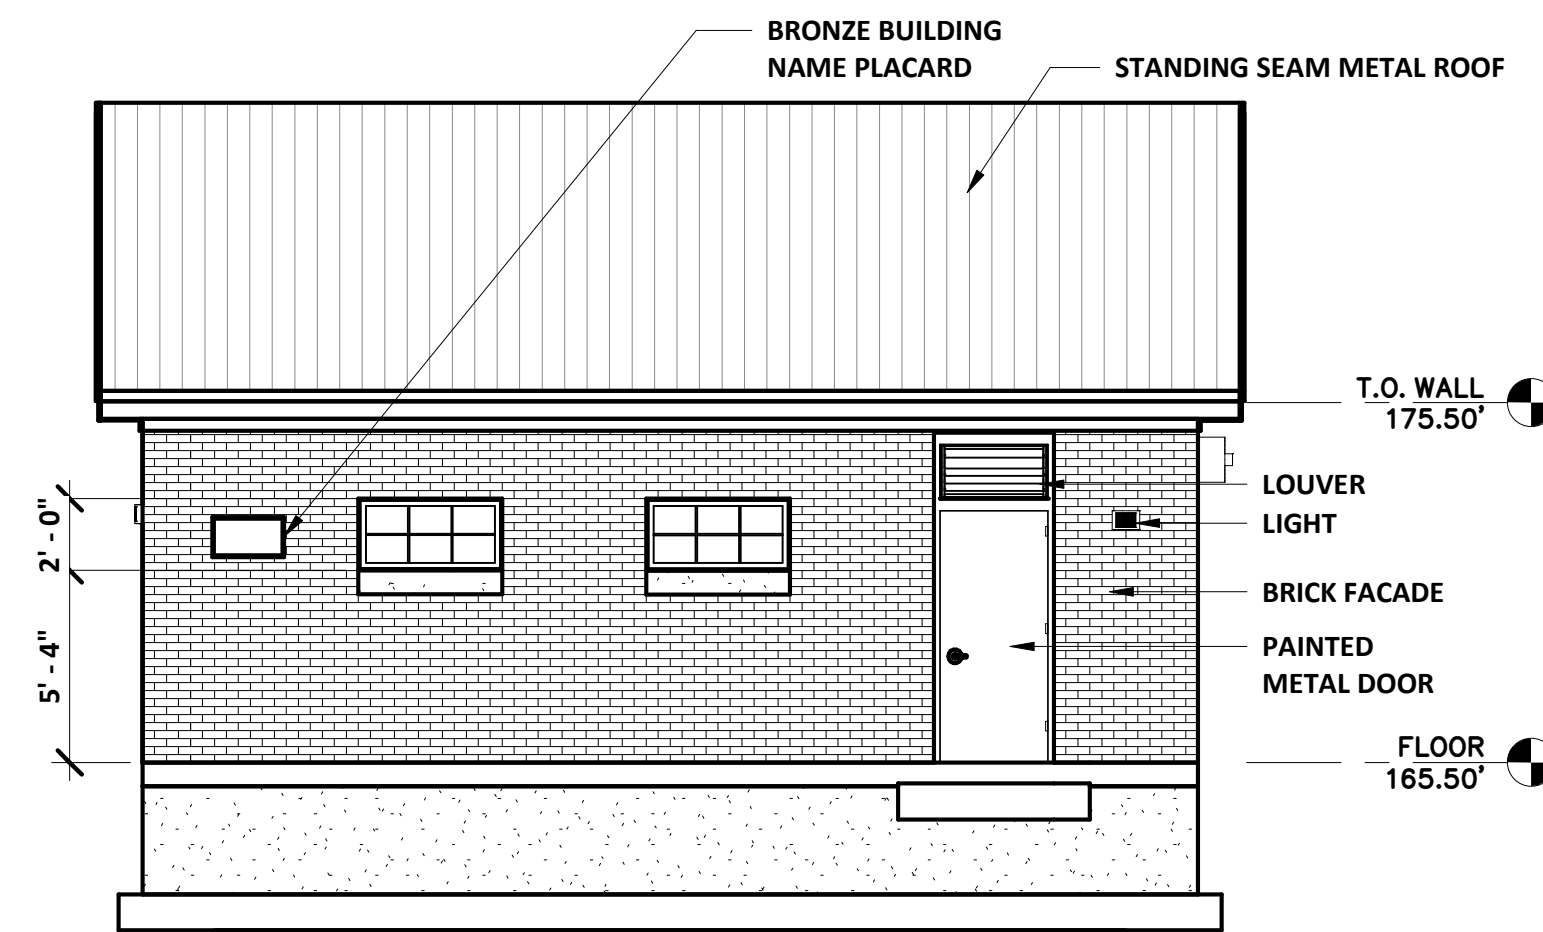 BRONZE BUILDING
NAME PLACARD
STANDING SEAM METAL ROOF
T.O. WALL
175.50'
LOUVER
LIGHT
2' - 0"
BRICK FACADE
5' - 4"
PAINTED
METAL DOOR
FLOOR
165.50'